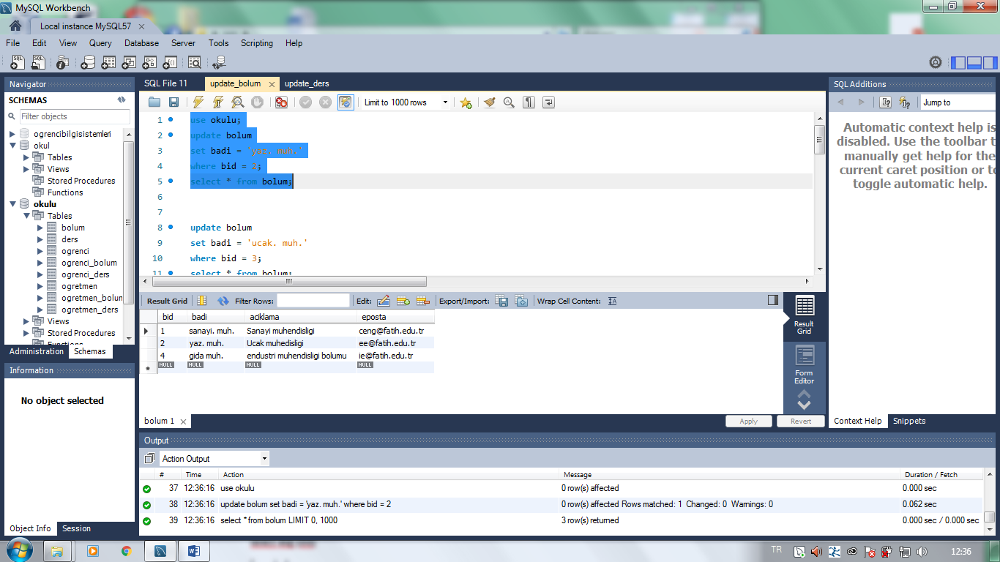 MySQL Workbench
Local instance MySQL57
File Edit View Query Database Server Tools Scripting Help
Navigator
SCHEMAS
Filter objects
ogrencibilgisistemleri
okul
Tables
Views
Stored Procedures
Functions
okulu
Tables
bolum
ders
ogrenci
ogrenci_bolum
ogrenci_ders
ogretmen
ogretmen_bolun
ogretmen_ders
Views
Stored Procedures
Functions
Administration Schemas
Information
No object selected
Object Info Session
SQL File 11 update_bolum update_ders
Limit to 1000 rows
1 use okulu;
2 update bolum
3 set badi = 'yaz. muh.'
4 where bid = 2;
5 select * from bolum;
6
7
8 update bolum
9 set badi = 'ucak. muh.'
10 where bid = 3;
11 select * from bolum;
Result Grid Filter Rows: Edit: Export/Import: Wrap Cell Content:
bid badi aciklama eposta
1 sanayi. muh. Sanayi muhendisligi ceng@fatih.edu.tr
2 yaz. muh. Ucak muhedisligi ee@fatih.edu.tr
4 gida muh. endustri muhendisligi bolumu ie@fatih.edu.tr
* NULL NULL NULL NULL
Result
Grid
Form
Editor
bolum 1
Apply Revert
SQL Additions
Jump to
Automatic context help is
disabled. Use the toolbar t
manually get help for the
current caret position or to
toggle automatic help.
Context Help Snippets
Output
Action Output
# Time Action Message Duration / Fetch
37 12:36:16 use okulu 0 row(s) affected 0.000 sec
38 12:36:16 update bolum set badi = 'yaz. muh.' where bid = 2 0 row(s) affected Rows matched: 1 Changed: 0 Warnings: 0 0.062 sec
39 12:36:16 select * from bolum LIMIT 0, 1000 3 row(s) returned 0.000 sec / 0.000 sec
TR 12:36